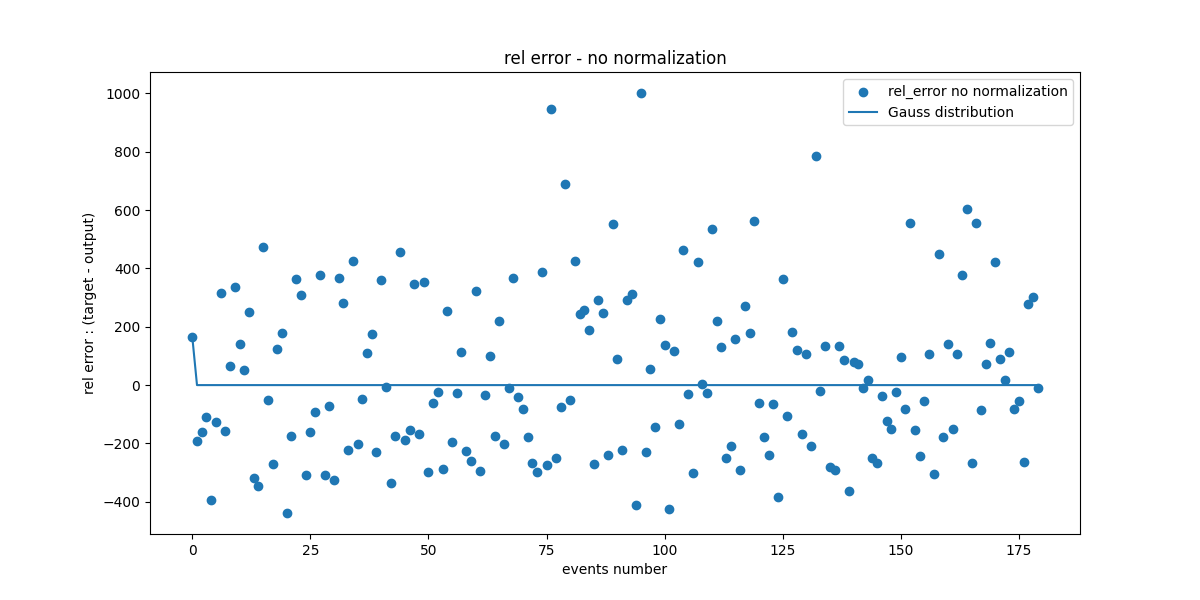 rel error - no normalization
rel_error no normalization
Gauss distribution
rel error : (target - output)
1000
800
600
400
200
0
−200
−400
0 25 50 75 100 125 150 175
events number